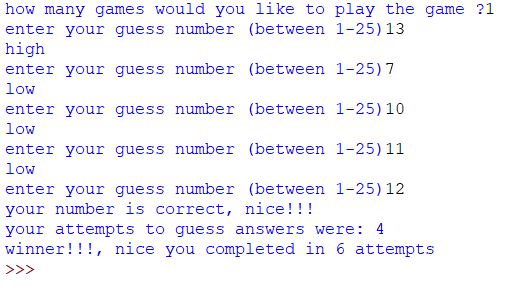 how many games would you like to play the game ?1
enter your guess number (between 1-25)13
high
enter your guess number (between 1-25)7
low
enter your guess number (between 1-25)10
low
enter your guess number (between 1-25)11
low
enter your guess number (between 1-25)12
your number is correct, nice!!!
your attempts to guess answers were: 4
winner!!!, nice you completed in 6 attempts
>>>